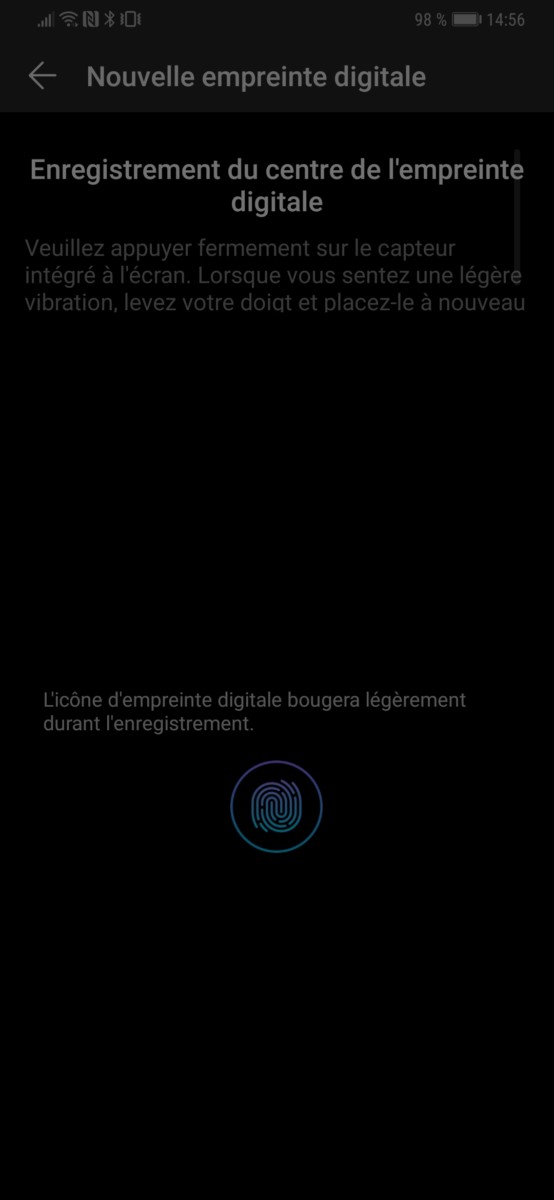 98 % 14:56
Nouvelle empreinte digitale
Enregistrement du centre de l'empreinte
digitale
Veuillez appuyer fermement sur le capteur
intégré à l'écran. Lorsque vous sentez une légère
vibration, levez votre doigt et placez-le à nouveau
L'icône d'empreinte digitale bougera légèrement
durant l'enregistrement.